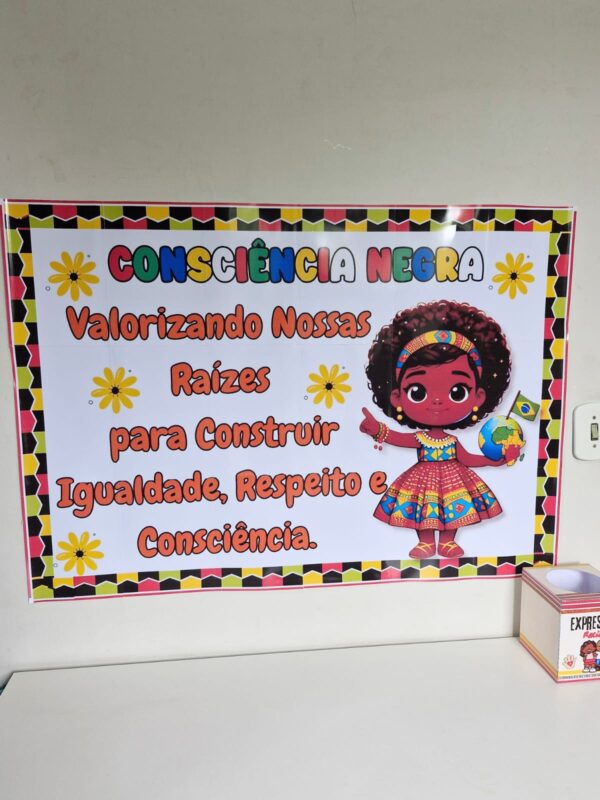 CONSCIÊNCIA NEGRA
Valorizando Nossas
Raízes
para Construir
Igualdade, Respeito e
Consciência.